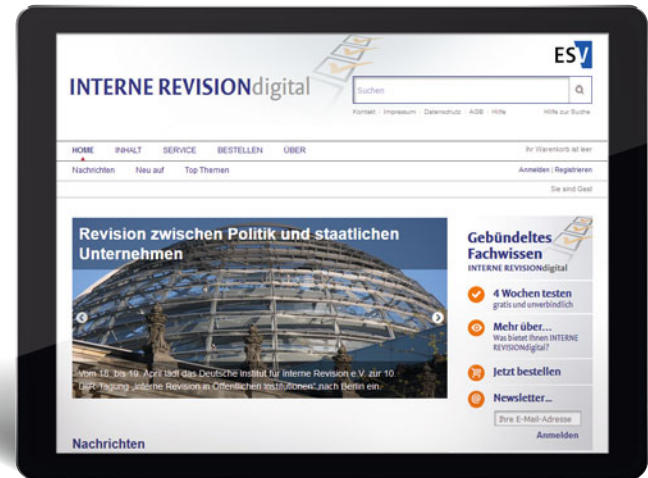 ESV
INTERNE REVISIONdigital
Suchen
Kontakt | Impressum | Datenschutz | AGB | Hilfe
Hilfe zur Suche
HOME INHALT SERVICE BESTELLEN ÜBER
Ihr Warenkorb ist leer
Nachrichten Neu auf Top Themen
Anmelden | Registrieren
Sie sind Gast
Revision zwischen Politik und staatlichen
Unternehmen
Vom 18. bis 19. April lädt das Deutsche Institut für Interne Revision e.V. zur 10.
DIIR-Tagung „Interne Revision in Öffentlichen Institutionen“ nach Berlin ein.
Gebündeltes
Fachwissen
INTERNE REVISIONdigital
4 Wochen testen
gratis und unverbindlich
Mehr über...
Was bietet Ihnen INTERNE
REVISIONdigital?
Jetzt bestellen
Newsletter...
Ihre E-Mail-Adresse
Anmelden
Nachrichten